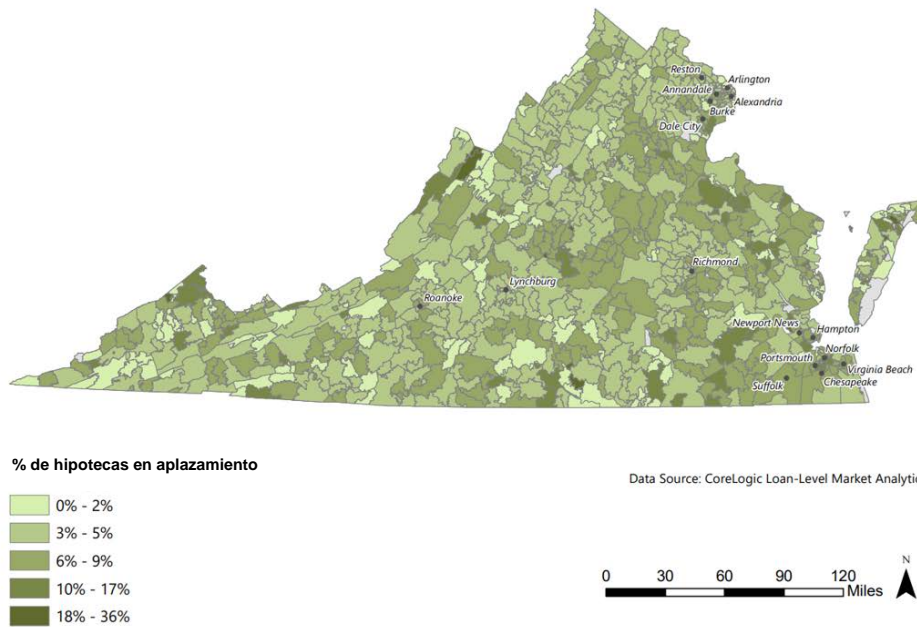 Reston
Arlington
Annandale
Alexandria
Burke
Dale City
Richmond
Lynchburg
Roanoke
Newport News
Hampton
Norfolk
Portsmouth
Virginia Beach
Chesapeake
Suffolk
% de hipotecas en aplazamiento
Data Source: CoreLogic Loan-Level Market Analytic
0% - 2%
3% - 5%
6% - 9%
10% - 17%
18% - 36%
N
0 30 60 90 120
Miles